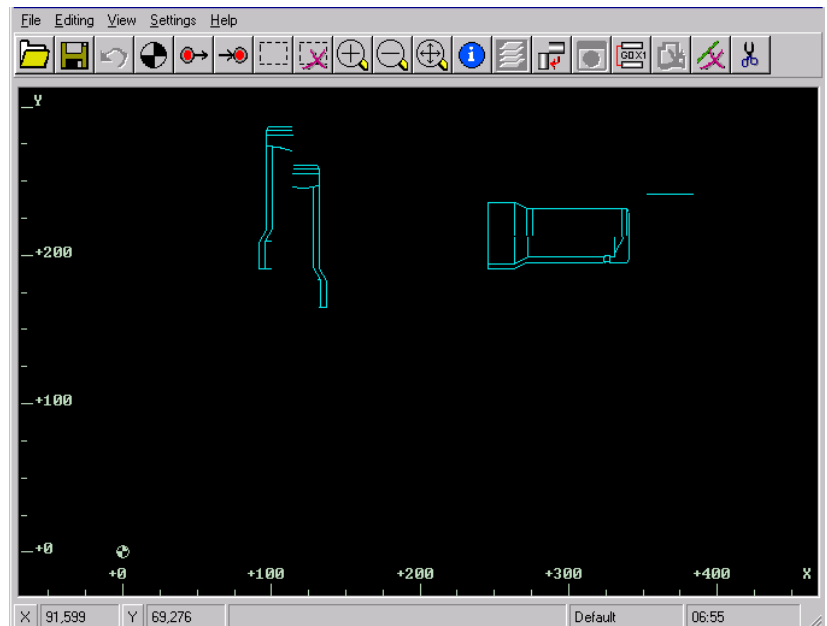 File Editing View Settings Help
G0X1
Y
+200
+100
+0
+0 +100 +200 +300 +400 X
X 91,599 Y 69,276 Default 06:55